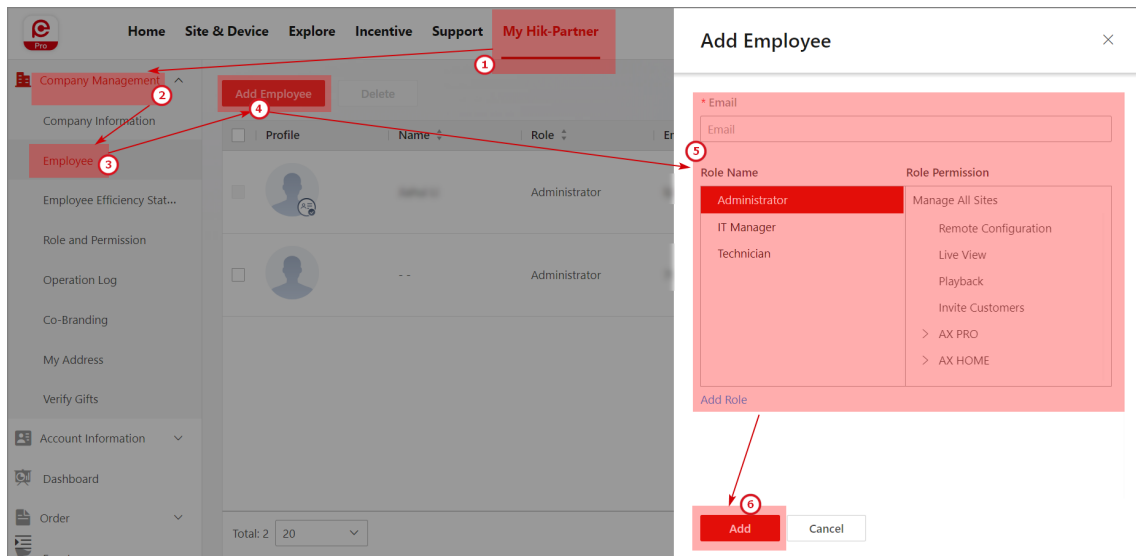 Pro
Home Site & Device Explore Incentive Support My Hik-Partner
1
Company Management
2
Company Information
Employee
3
Employee Efficiency Stat...
Role and Permission
Operation Log
Co-Branding
My Address
Verify Gifts
Account Information
Dashboard
Order
Add Employee Delete
4
Profile Name Role
Administrator
- - Administrator
Total: 2 20
Add Employee
* Email
Email
5
Role Name Role Permission
Administrator Manage All Sites
IT Manager Remote Configuration
Technician Live View
Playback
Invite Customers
> AX PRO
> AX HOME
Add Role
6
Add Cancel